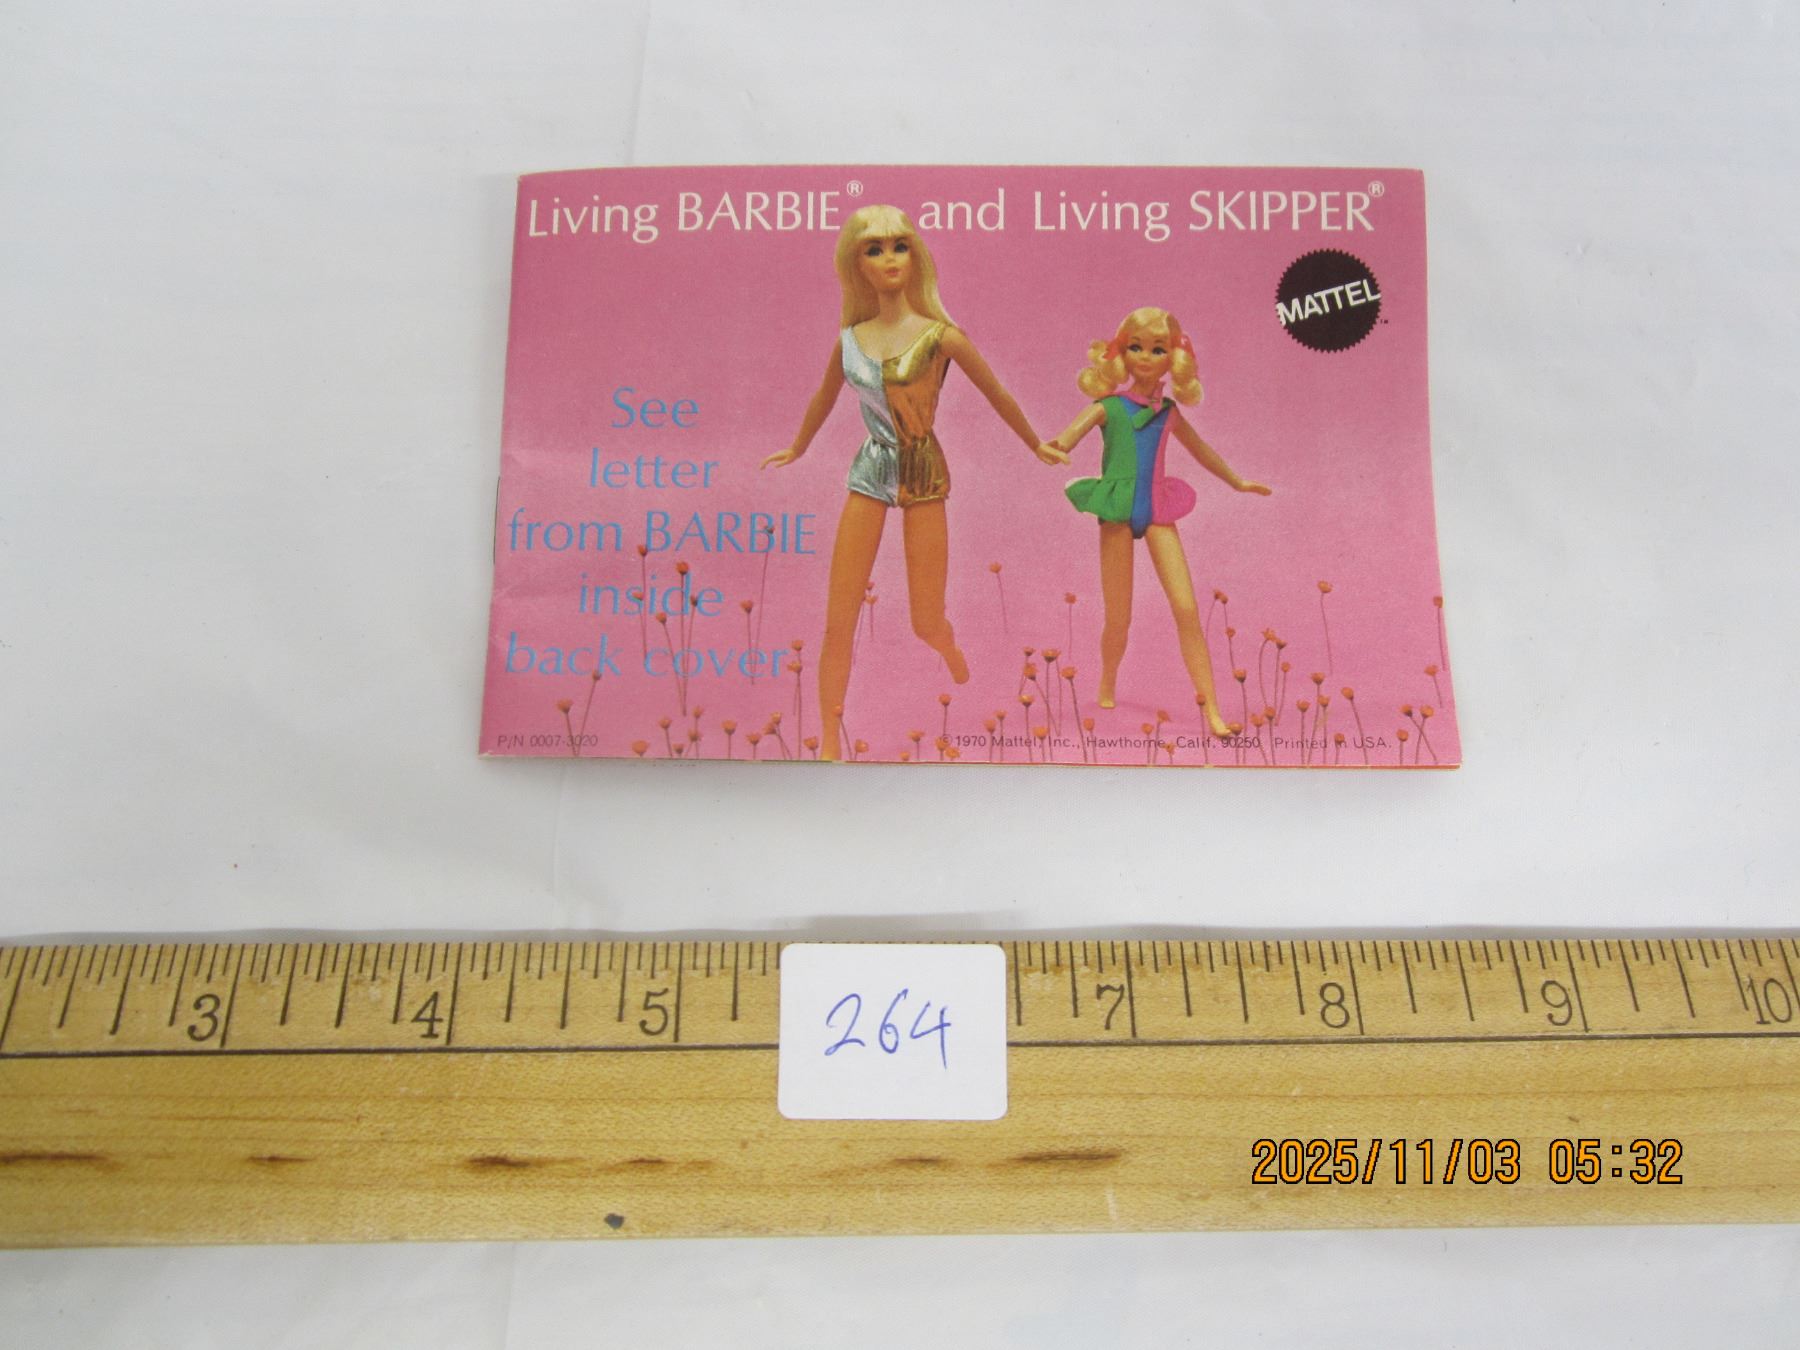 Living BARBIE® and Living SKIPPER®
MATTEL™
See
letter
from BARBIE
inside
back cover
P/N 0007-3020
©1970 Mattel, Inc., Hawthorne, Calif. 90250 Printed in USA.
3 4 5 7 8 9 10
264
2025/11/03 05:32